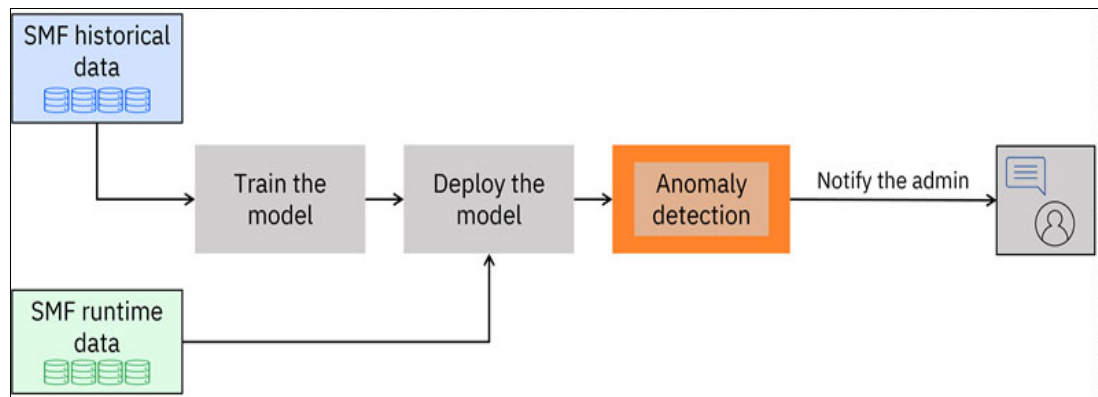 SMF historical
data
Train the
model
Deploy the
model
Anomaly
detection
Notify the admin
SMF runtime
data